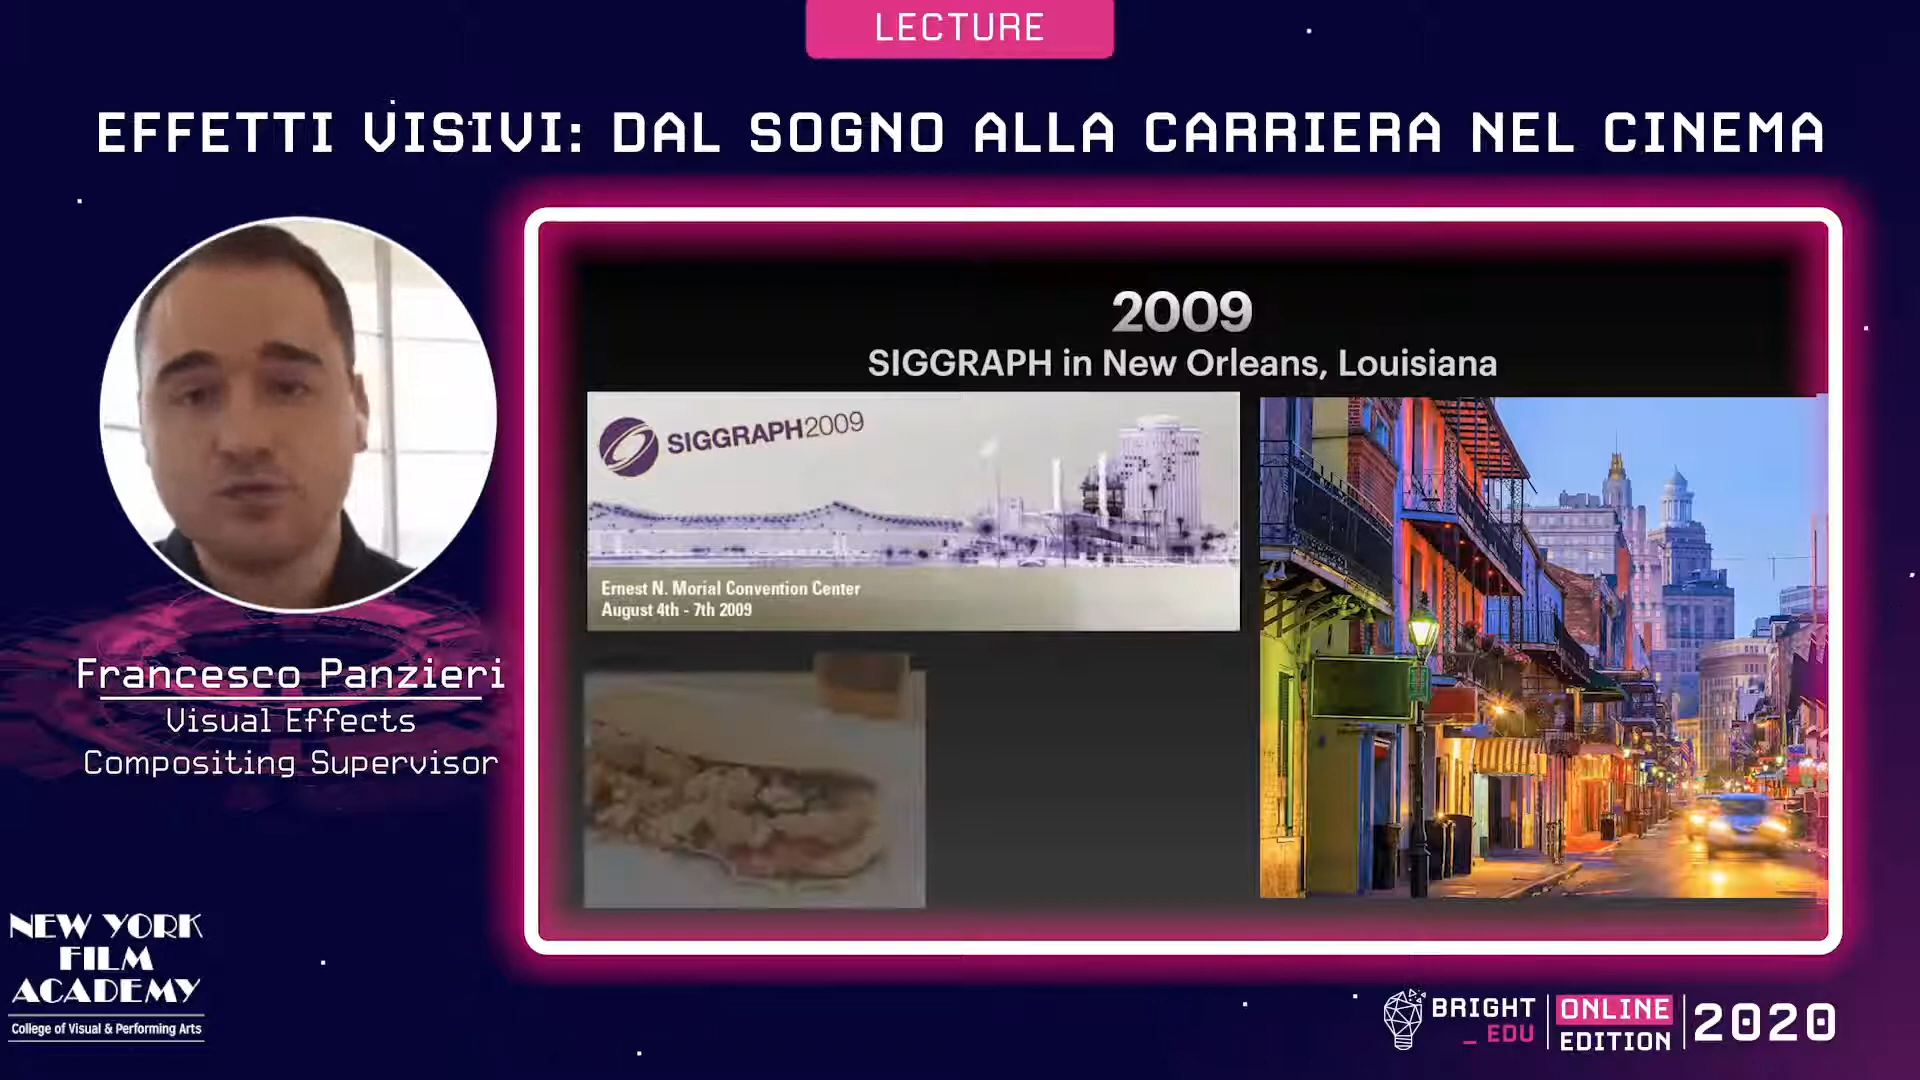 LECTURE
EFFETTI VISIVI: DAL SOGNO ALLA CARRIERA NEL CINEMA
2009
SIGGRAPH in New Orleans, Louisiana
SIGGRAPH2009
Ernest N. Morial Convention Center
August 4th - 7th 2009
Francesco Panzieri
Visual Effects
Compositing Supervisor
NEW YORK
FILM
ACADEMY
College of Visual & Performing Arts
BRIGHT
_ EDU
ONLINE
EDITION
2020